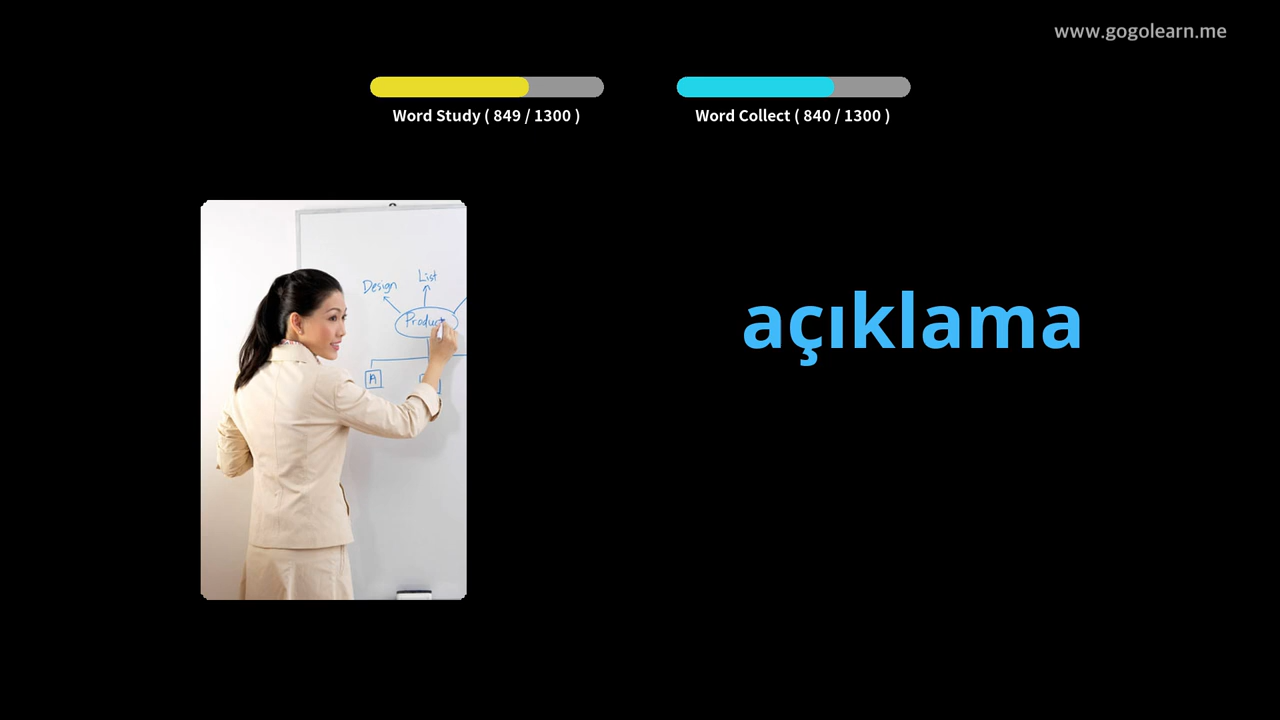 www.gogolearn.me
Word Study ( 849 / 1300 )
Word Collect ( 840 / 1300 )
List
Design
Product
A
açıklama